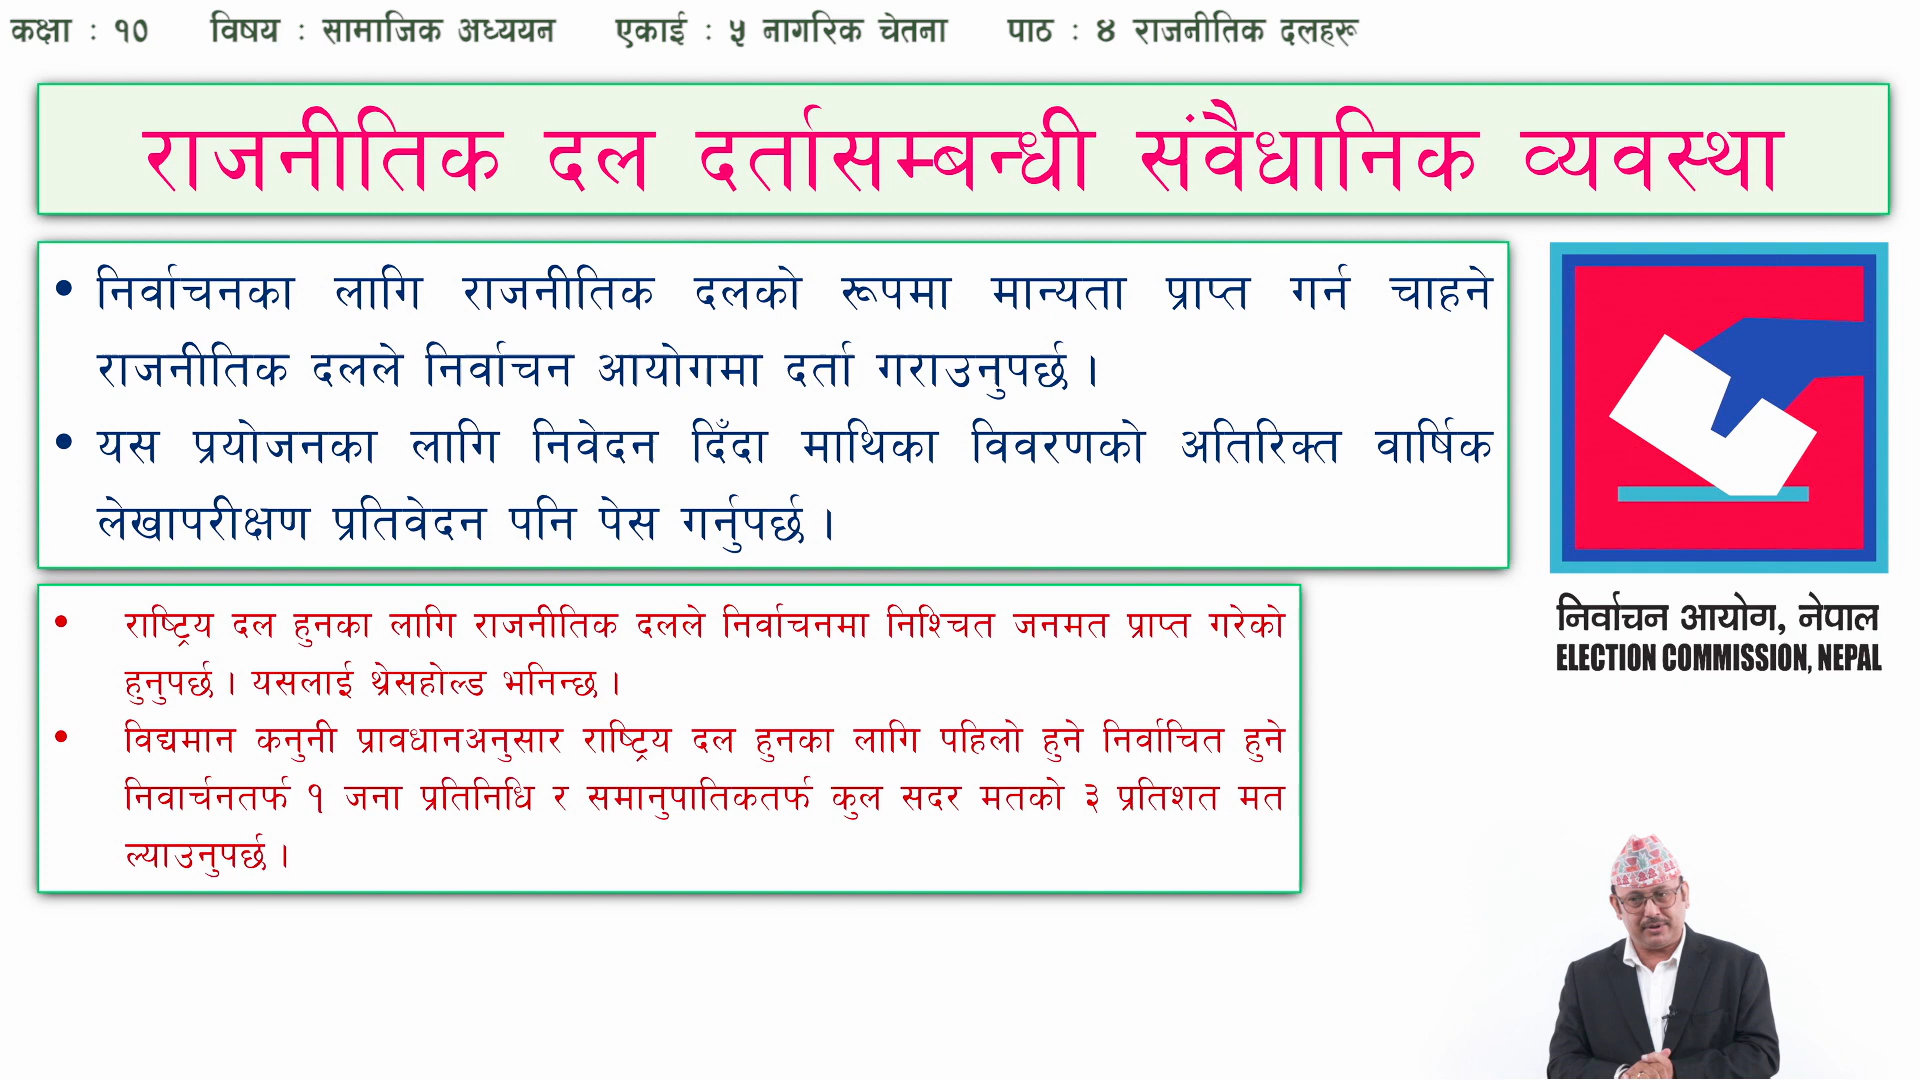 कक्षा : १० विषय : सामाजिक अध्ययन एकाई : ५ नागरिक चेतना पाठ : ४ राजनीतिक दलहरू
राजनीतिक दल दर्तासम्बन्धी संवैधानिक व्यवस्था
• निर्वाचनका लागि राजनीतिक दलको रूपमा मान्यता प्राप्त गर्न चाहने
राजनीतिक दलले निर्वाचन आयोगमा दर्ता गराउनुपर्छ ।
• यस प्रयोजनका लागि निवेदन दिँदा माथिका विवरणको अतिरिक्त वार्षिक
लेखापरीक्षण प्रतिवेदन पनि पेस गर्नुपर्छ ।
• राष्ट्रिय दल हुनका लागि राजनीतिक दलले निर्वाचनमा निश्चित जनमत प्राप्त गरेको
हुनुपर्छ । यसलाई थ्रेसहोल्ड भनिन्छ ।
• विद्यमान कनुनी प्रावधानअनुसार राष्ट्रिय दल हुनका लागि पहिलो हुने निर्वाचित हुने
निवार्चनतर्फ १ जना प्रतिनिधि र समानुपातिकतर्फ कुल सदर मतको ३ प्रतिशत मत
ल्याउनुपर्छ ।
निर्वाचन आयोग, नेपाल
ELECTION COMMISSION, NEPAL